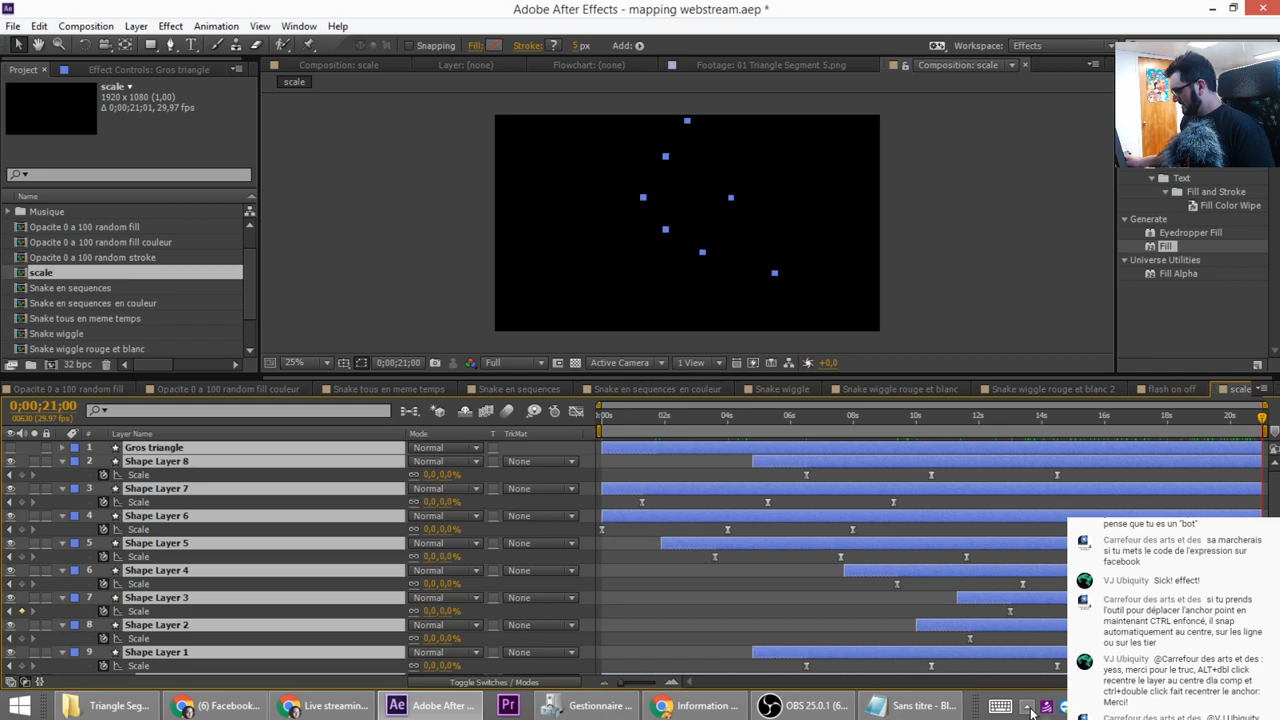 Ae Adobe After Effects - mapping webstream.aep *
File Edit Composition Layer Effect Animation View Window Help
Snapping Fill: Stroke: ? 5 px Add: Workspace: Effects
Project Effect Controls: Gros triangle
Composition: scale Layer: (none) Flowchart: (none) Footage: 01 Triangle Segment 5.png Composition: scale
scale
scale
1920 x 1080 (1,00)
Δ 0;00;21;01, 29,97 fps
Name
Musique
Opacite 0 a 100 random fill
Opacite 0 a 100 random fill couleur
Opacite 0 a 100 random stroke
scale
Snake en sequences
Snake en sequences en couleur
Snake tous en meme temps
Snake wiggle
Snake wiggle rouge et blanc
32 bpc
Text
Fill and Stroke
Fill Color Wipe
Generate
Eyedropper Fill
Fill
Universe Utilities
Fill Alpha
25% 0;00;21;00 Full Active Camera 1 View +0,0
Opacite 0 a 100 random fill Opacite 0 a 100 random fill couleur Snake tous en meme temps Snake en sequences Snake en sequences en couleur Snake wiggle Snake wiggle rouge et blanc Snake wiggle rouge et blanc 2 flash on off scale
0;00;21;00
00630 (29.97 fps)
:00s 02s 04s 06s 08s 10s 12s 14s 16s 18s 20s
# Layer Name Mode T TrkMat
1 Gros triangle Normal
2 Shape Layer 8 Normal None
Scale 0,0,0,0%
3 Shape Layer 7 Normal None
Scale 0,0,0,0%
4 Shape Layer 6 Normal None
Scale 0,0,0,0%
5 Shape Layer 5 Normal None
Scale 0,0,0,0%
6 Shape Layer 4 Normal None
Scale 0,0,0,0%
7 Shape Layer 3 Normal None
Scale 0,0,0,0%
8 Shape Layer 2 Normal None
Scale 0,0,0,0%
9 Shape Layer 1 Normal None
Scale 0,0,0,0%
Toggle Switches / Modes
pense que tu es un "bot"
Carrefour des arts et des sa marcherais
si tu mets le code de l'expression sur
facebook
VJ Ubiquity Sick! effect!
Carrefour des arts et des si tu prends
l'outil pour déplacer l'anchor point en
maintenant CTRL enfoncé, il snap
automatiquement au centre, sur les ligne
ou sur les tier
VJ Ubiquity @Carrefour des arts et des :
yess, merci pour le truc, ALT+dbl click
recentre le layer au centre dla comp et
ctrl+double click fait recentrer le anchor:
Merci!
Triangle Seg... (6) Facebook... Live streamin... Ae Adobe After ... Pr Gestionnaire ... Information ... OBS 25.0.1 (6... Sans titre - Bl...